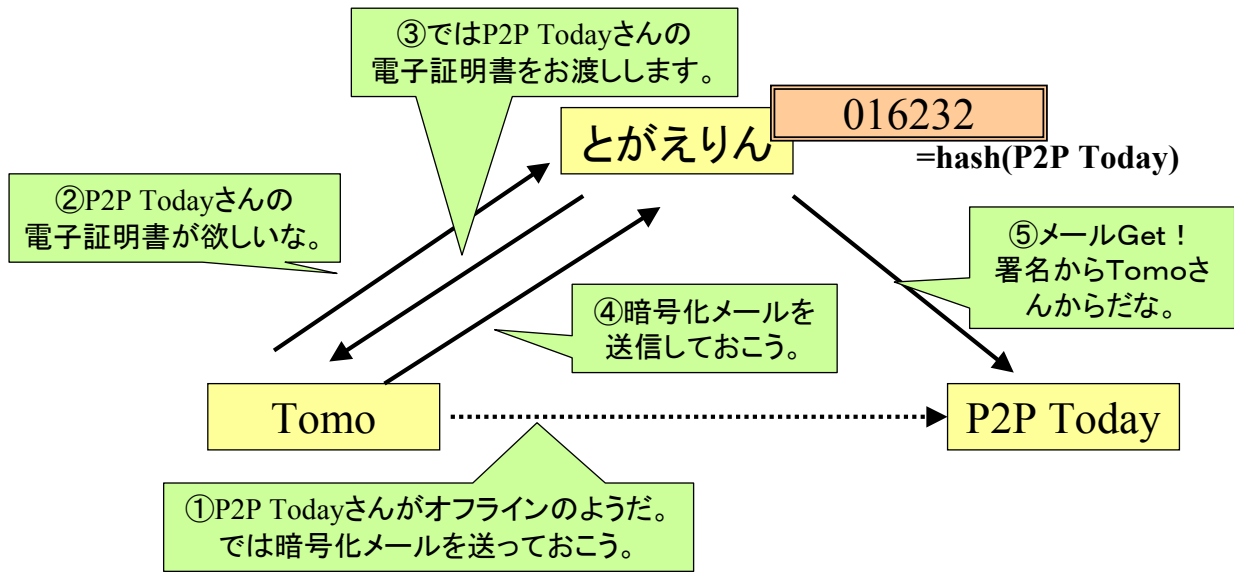 ③ではP2P Todayさんの
電子証明書をお渡しします。
016232
とがえりん
=hash(P2P Today)
②P2P Todayさんの
電子証明書が欲しいな。
⑤メールGet！
署名からTomoさ
んからだな。
④暗号化メールを
送信しておこう。
Tomo
P2P Today
①P2P Todayさんがオフラインのようだ。
では暗号化メールを送っておこう。